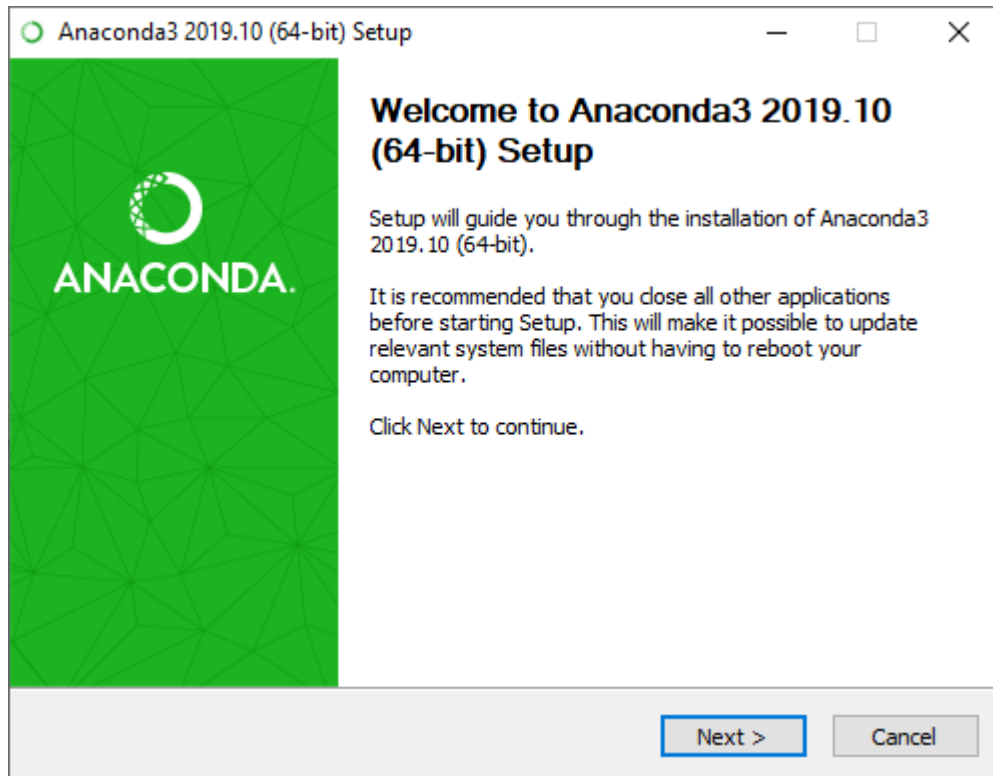 Anaconda3 2019.10 (64-bit) Setup
ANACONDA.
Welcome to Anaconda3 2019.10
(64-bit) Setup
Setup will guide you through the installation of Anaconda3
2019.10 (64-bit).
It is recommended that you close all other applications
before starting Setup. This will make it possible to update
relevant system files without having to reboot your
computer.
Click Next to continue.
Next >
Cancel